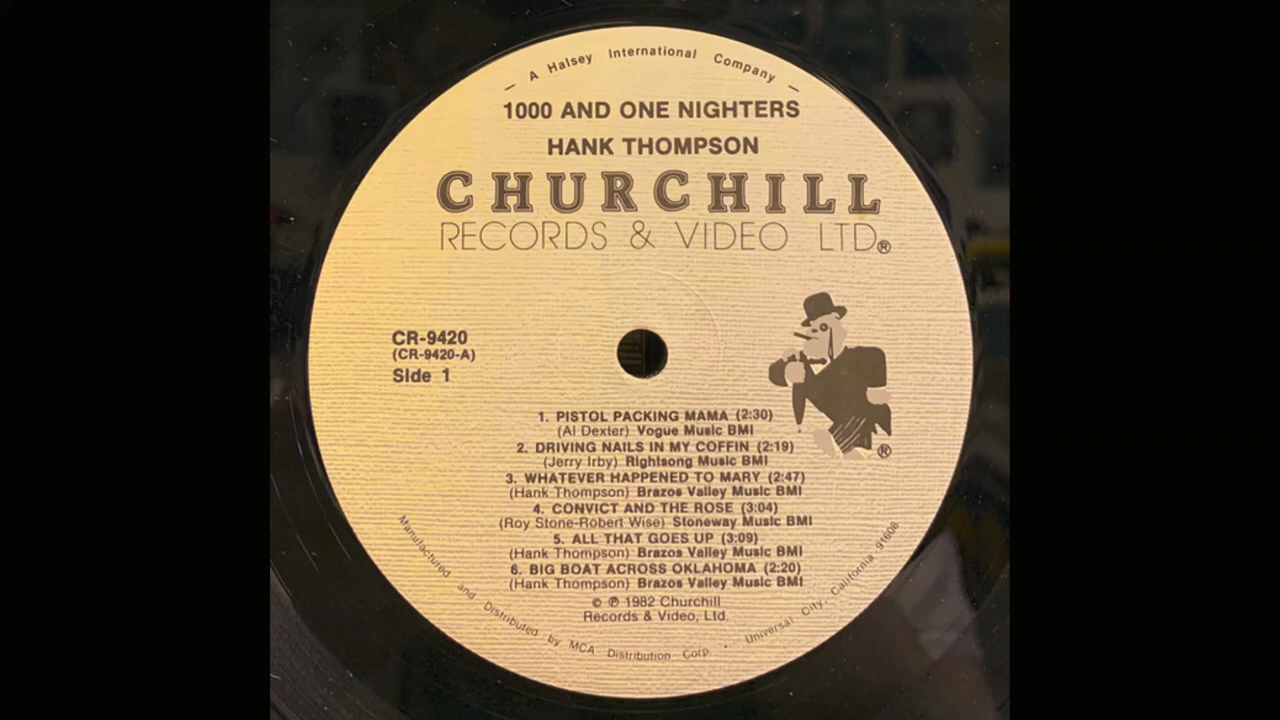 A Halsey International Company
1000 AND ONE NIGHTERS
HANK THOMPSON
CHURCHILL
RECORDS & VIDEO LTD.®
CR-9420
(CR-9420-A)
Side 1
1. PISTOL PACKING MAMA (2:30)
(Al Dexter) Vogue Music BMI
2. DRIVING NAILS IN MY COFFIN (2:19)
(Jerry Irby) Rightsong Music BMI
3. WHATEVER HAPPENED TO MARY (2:47)
(Hank Thompson) Brazos Valley Music BMI
4. CONVICT AND THE ROSE (3:04)
(Roy Stone-Robert Wise) Stoneway Music BMI
5. ALL THAT GOES UP (3:09)
(Hank Thompson) Brazos Valley Music BMI
6. BIG BOAT ACROSS OKLAHOMA (2:20)
(Hank Thompson) Brazos Valley Music BMI
®
© ℗ 1982 Churchill
Records & Video, Ltd.
Manufactured and Distributed by MCA Distribution Corp. · Universal City, California 91608